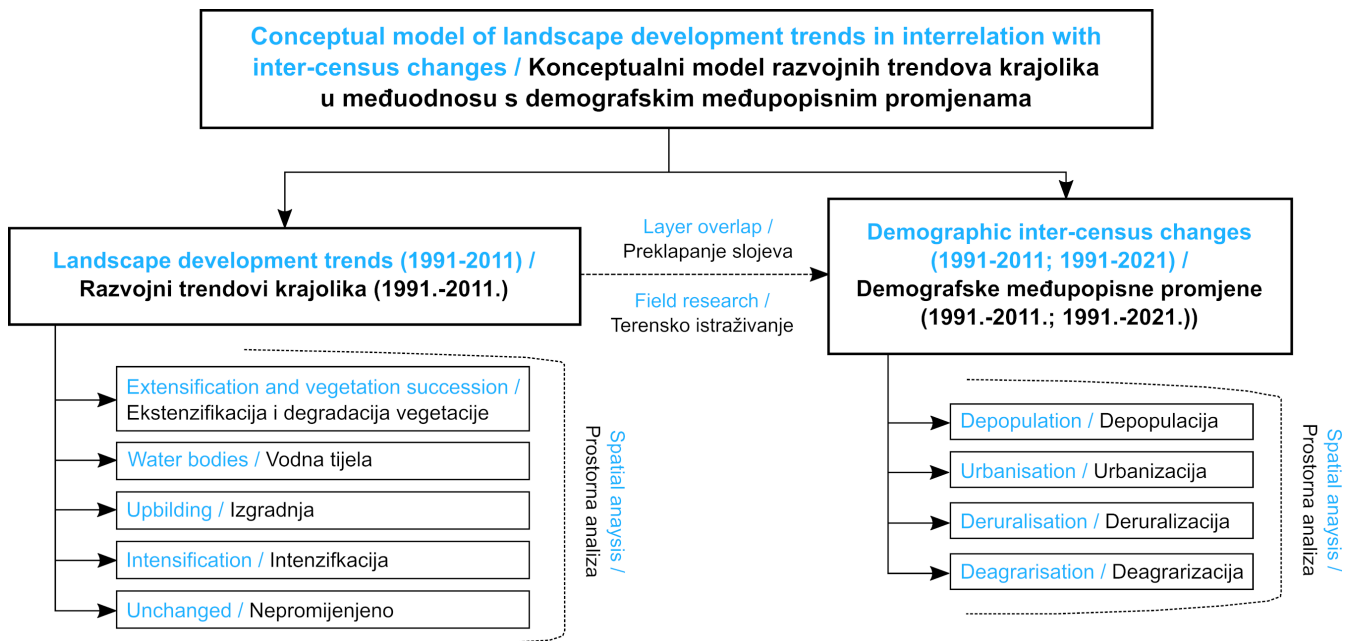 Conceptual model of landscape development trends in interrelation with
inter-census changes / Konceptualni model razvojnih trendova krajolika
u međuodnosu s demografskim međupopisnim promjenama
Landscape development trends (1991-2011) /
Razvojni trendovi krajolika (1991.-2011.)
Layer overlap /
Preklapanje slojeva
Field research /
Terensko istraživanje
Demographic inter-census changes
(1991-2011; 1991-2021) /
Demografske međupopisne promjene
(1991.-2011.; 1991.-2021.))
Extensification and vegetation succession /
Ekstenzifikacija i degradacija vegetacije
Water bodies / Vodna tijela
Upbilding / Izgradnja
Intensification / Intenzifkacija
Unchanged / Nepromijenjeno
Spatial anaysis /
Prostorna analiza
Depopulation / Depopulacija
Urbanisation / Urbanizacija
Deruralisation / Deruralizacija
Deagrarisation / Deagrarizacija
Spatial anaysis /
Prostorna analiza